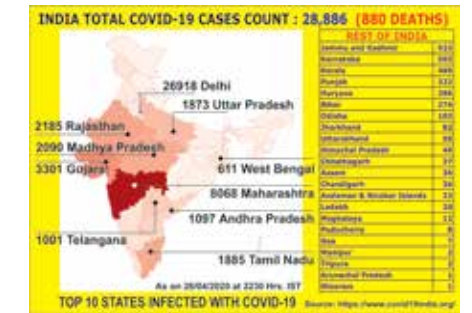 INDIA TOTAL COVID-19 CASES COUNT : 28,886 (880 DEATHS)
REST OF INDIA
26918 Delhi
1873 Uttar Pradesh
2185 Rajasthan
2090 Madhya Pradesh
3301 Gujara
611 West Bengal
8068 Maharashtra
1097 Andhra Pradesh
1001 Telangana
1885 Tamil Nadu
Jammu and Kashmir
Karnataka
Kerala
Punjab
Haryana
Bihar
Odisha
Jharkhand
Uttarakhand
Himachal Pradesh
Chhattisgarh
Assam
Chandigarh
Andaman & Nicobar Islands
Ladakh
Meghalaya
Puducherry
Goa
Manipur
Tripura
Arunachal Pradesh
Mizoram
As on 26/04/2020 at 2230 Hrs. IST
TOP 10 STATES INFECTED WITH COVID-19
Source: https://www.covid19india.org/